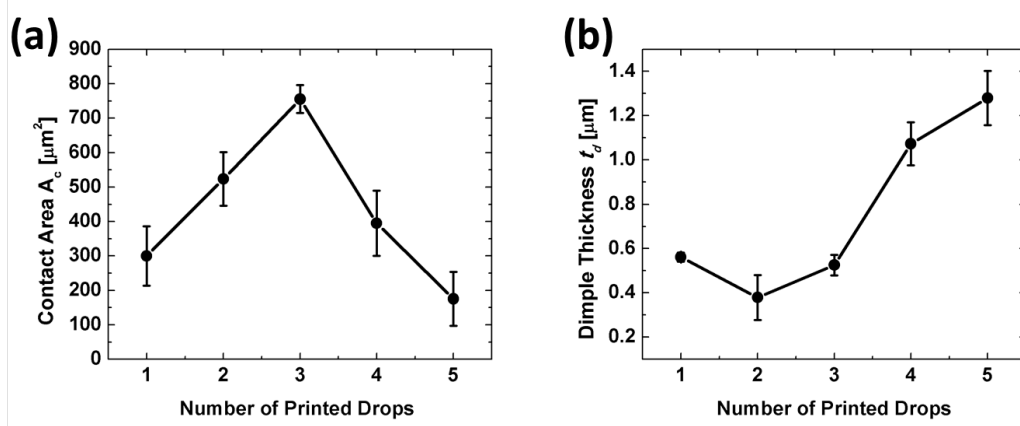 (a)
900
800
700
600
500
400
300
200
100
0
Contact Area A_c [μm²]
1 2 3 4 5
Number of Printed Drops
(b)
1.4
1.2
1.0
0.8
0.6
0.4
0.2
Dimple Thickness t_d [μm]
1 2 3 4 5
Number of Printed Drops